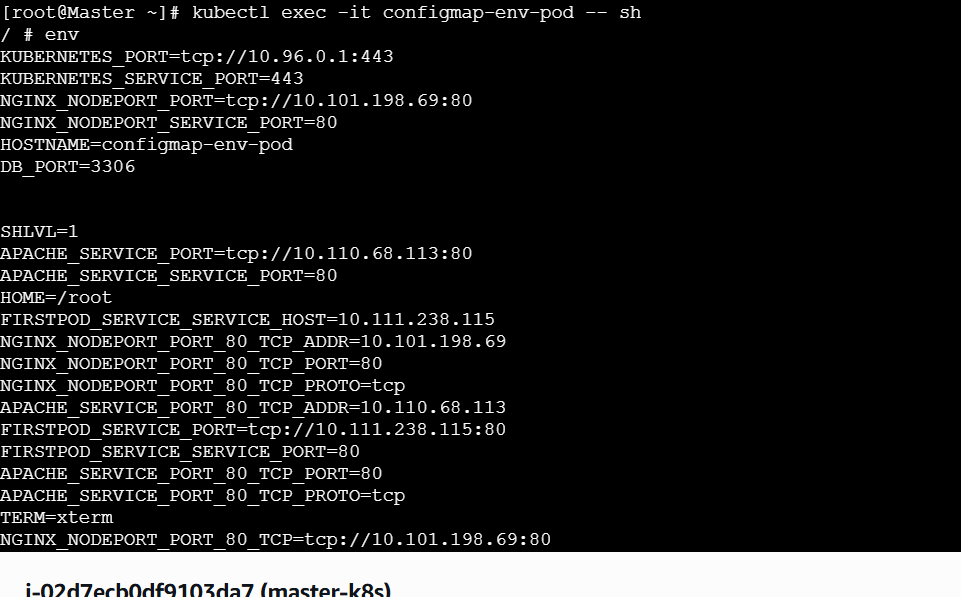 [root@Master ~]# kubectl exec -it configmap-env-pod -- sh
/ # env
KUBERNETES_PORT=tcp://10.96.0.1:443
KUBERNETES_SERVICE_PORT=443
NGINX_NODEPORT_PORT=tcp://10.101.198.69:80
NGINX_NODEPORT_SERVICE_PORT=80
HOSTNAME=configmap-env-pod
DB_PORT=3306
SHLVL=1
APACHE_SERVICE_PORT=tcp://10.110.68.113:80
APACHE_SERVICE_SERVICE_PORT=80
HOME=/root
FIRSTPOD_SERVICE_SERVICE_HOST=10.111.238.115
NGINX_NODEPORT_PORT_80_TCP_ADDR=10.101.198.69
NGINX_NODEPORT_PORT_80_TCP_PORT=80
NGINX_NODEPORT_PORT_80_TCP_PROTO=tcp
APACHE_SERVICE_PORT_80_TCP_ADDR=10.110.68.113
FIRSTPOD_SERVICE_PORT=tcp://10.111.238.115:80
FIRSTPOD_SERVICE_SERVICE_PORT=80
APACHE_SERVICE_PORT_80_TCP_PORT=80
APACHE_SERVICE_PORT_80_TCP_PROTO=tcp
TERM=xterm
NGINX_NODEPORT_PORT_80_TCP=tcp://10.101.198.69:80
i-02d7ecb0df9103da7 (master-k8s)